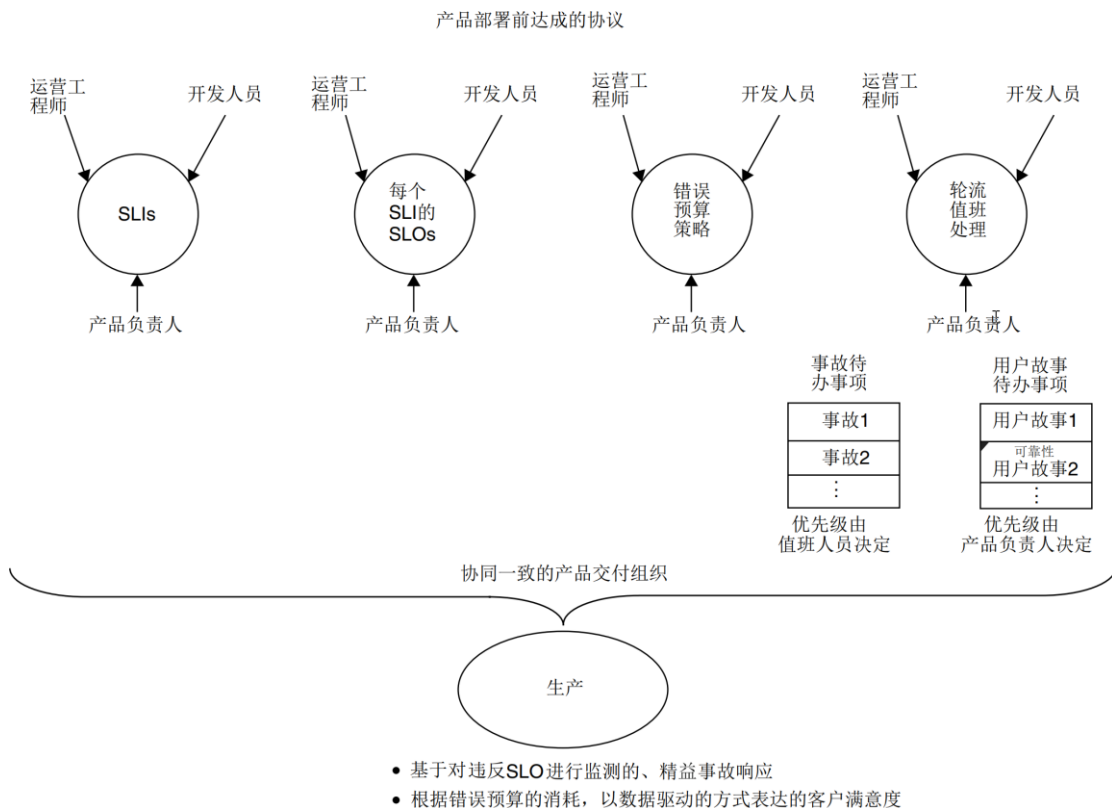 产品部署前达成的协议
运营工
程师
开发人员
SLIs
产品负责人
运营工
程师
开发人员
每个
SLI的
SLOs
产品负责人
运营工
程师
开发人员
错误
预算
策略
产品负责人
运营工
程师
开发人员
轮流
值班
处理
产品负责人
事故待
办事项
事故1
事故2
⋮
优先级由
值班人员决定
用户故事
待办事项
用户故事1
可靠性
用户故事2
⋮
优先级由
产品负责人决定
协同一致的产品交付组织
生产
• 基于对违反SLO进行监测的、精益事故响应
• 根据错误预算的消耗，以数据驱动的方式表达的客户满意度